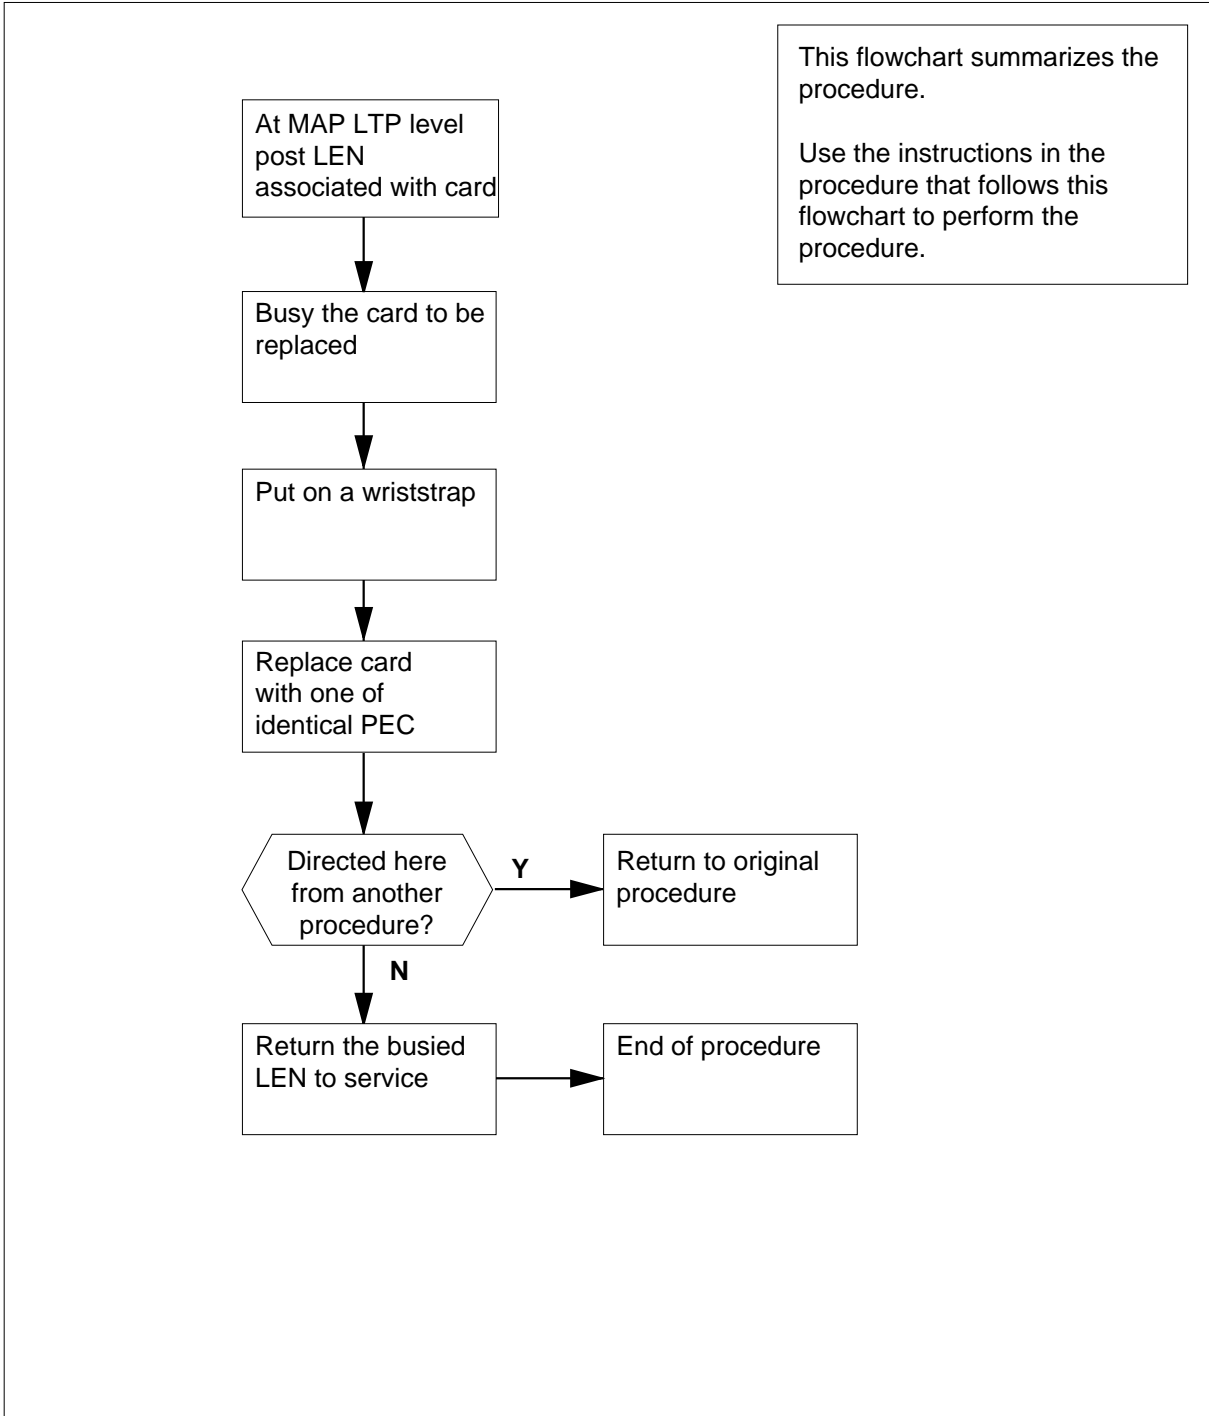 This flowchart summarizes the
procedure.
Use the instructions in the
procedure that follows this
flowchart to perform the
procedure.
At MAP LTP level
post LEN
associated with card
Busy the card to be
replaced
Put on a wriststrap
Replace card
with one of
identical PEC
Directed here
from another
procedure?
Y
Return to original
procedure
N
Return the busied
LEN to service
End of procedure